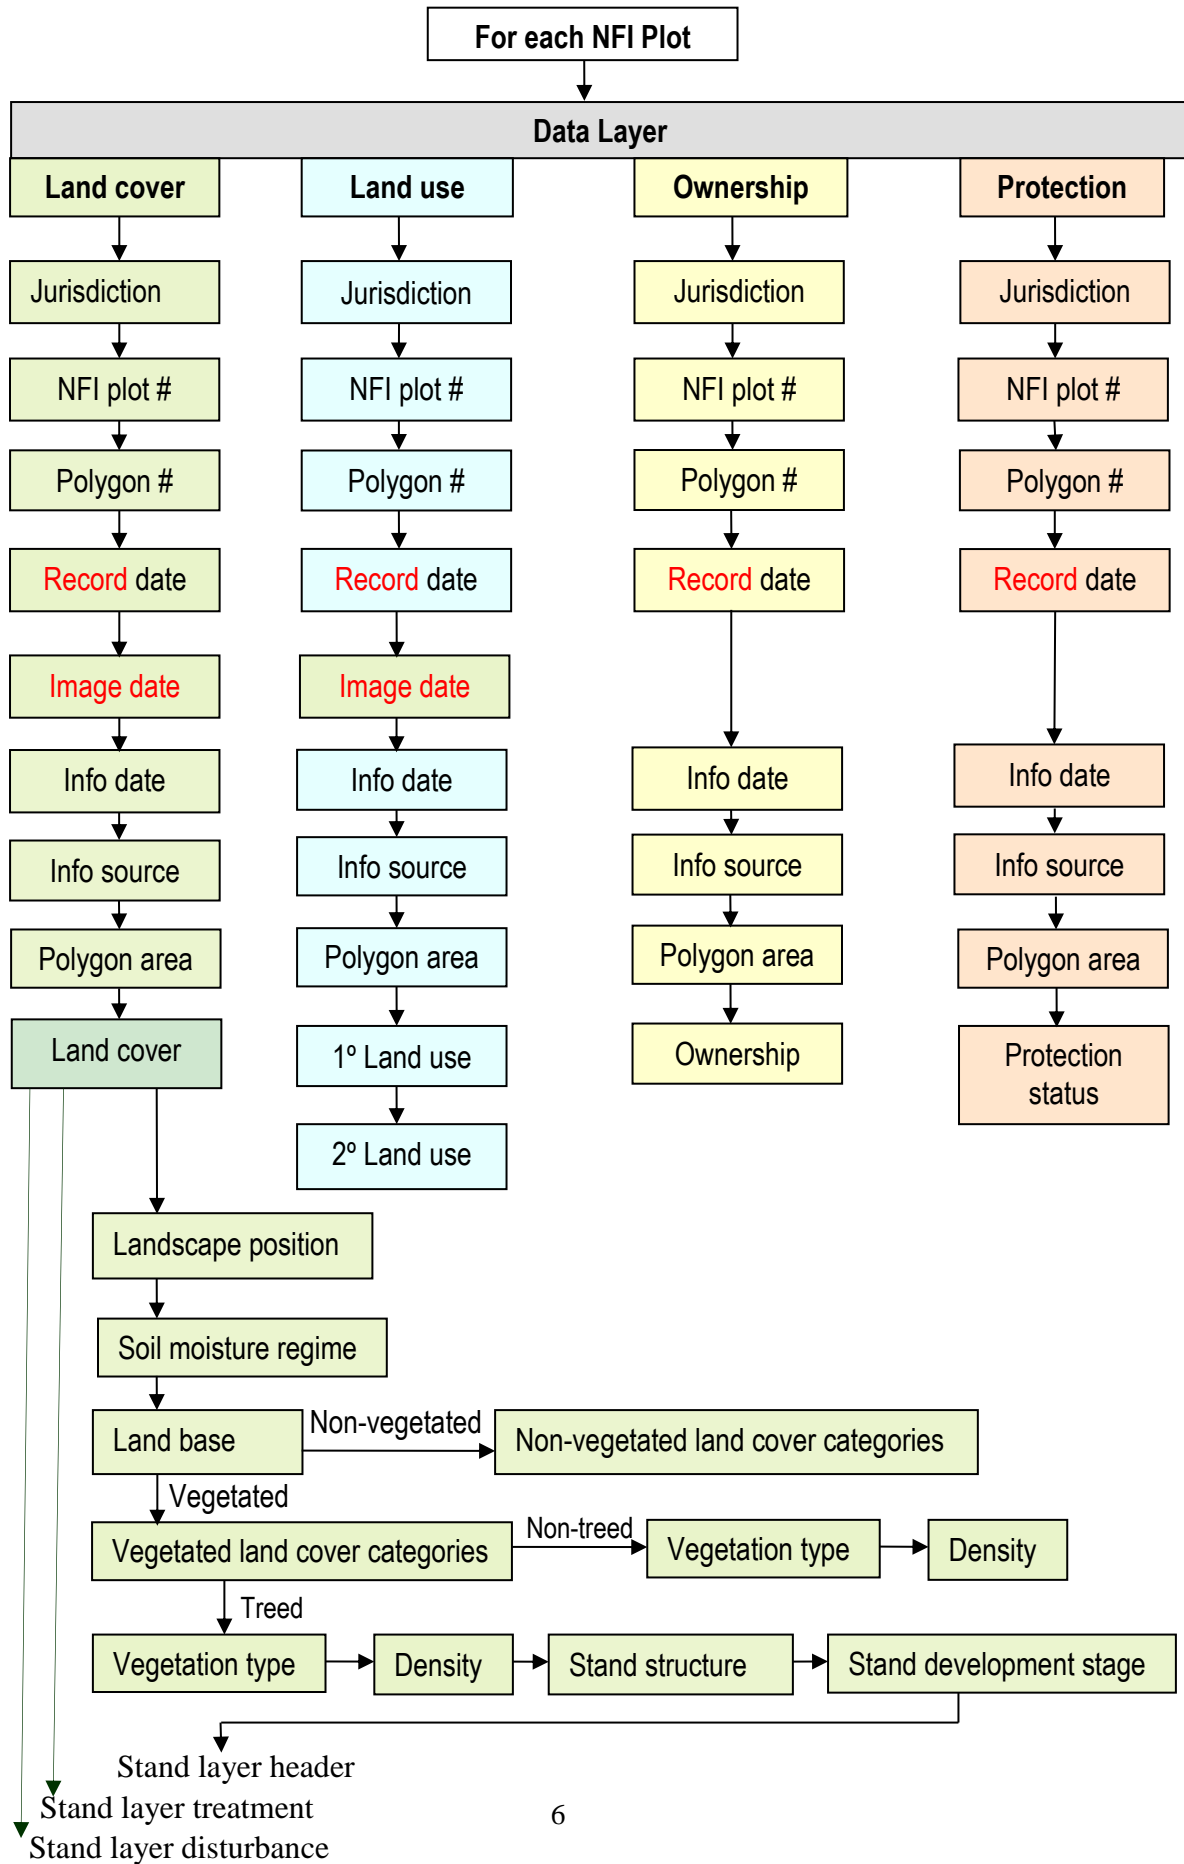 For each NFI Plot
Data Layer
Land cover
Land use
Ownership
Protection
Jurisdiction
Jurisdiction
Jurisdiction
Jurisdiction
NFI plot #
NFI plot #
NFI plot #
NFI plot #
Polygon #
Polygon #
Polygon #
Polygon #
Record date
Record date
Record date
Record date
Image date
Image date
Info date
Info date
Info date
Info date
Info source
Info source
Info source
Info source
Polygon area
Polygon area
Polygon area
Polygon area
Land cover
1º Land use
Ownership
Protection
status
2º Land use
Landscape position
Soil moisture regime
Land base
Non-vegetated
Non-vegetated land cover categories
Vegetated
Vegetated land cover categories
Non-treed
Vegetation type
Density
Treed
Vegetation type
Density
Stand structure
Stand development stage
Stand layer header
Stand layer treatment
6
Stand layer disturbance